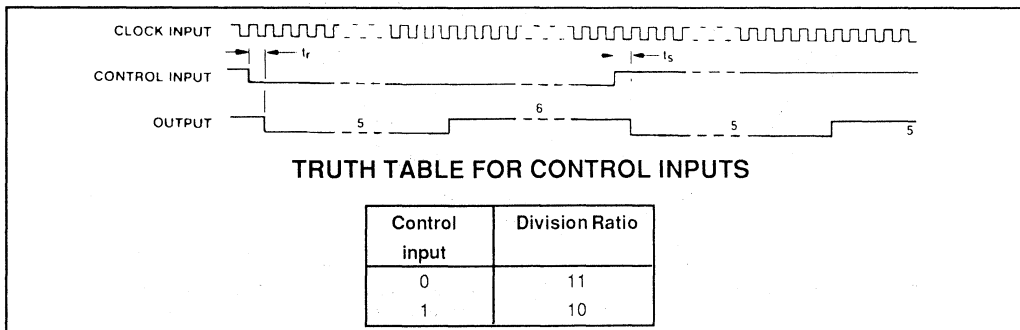 CLOCK INPUT
tr
ts
CONTROL INPUT
OUTPUT
5
6
5
5
TRUTH TABLE FOR CONTROL INPUTS
Control input
Division Ratio
0
11
1
10